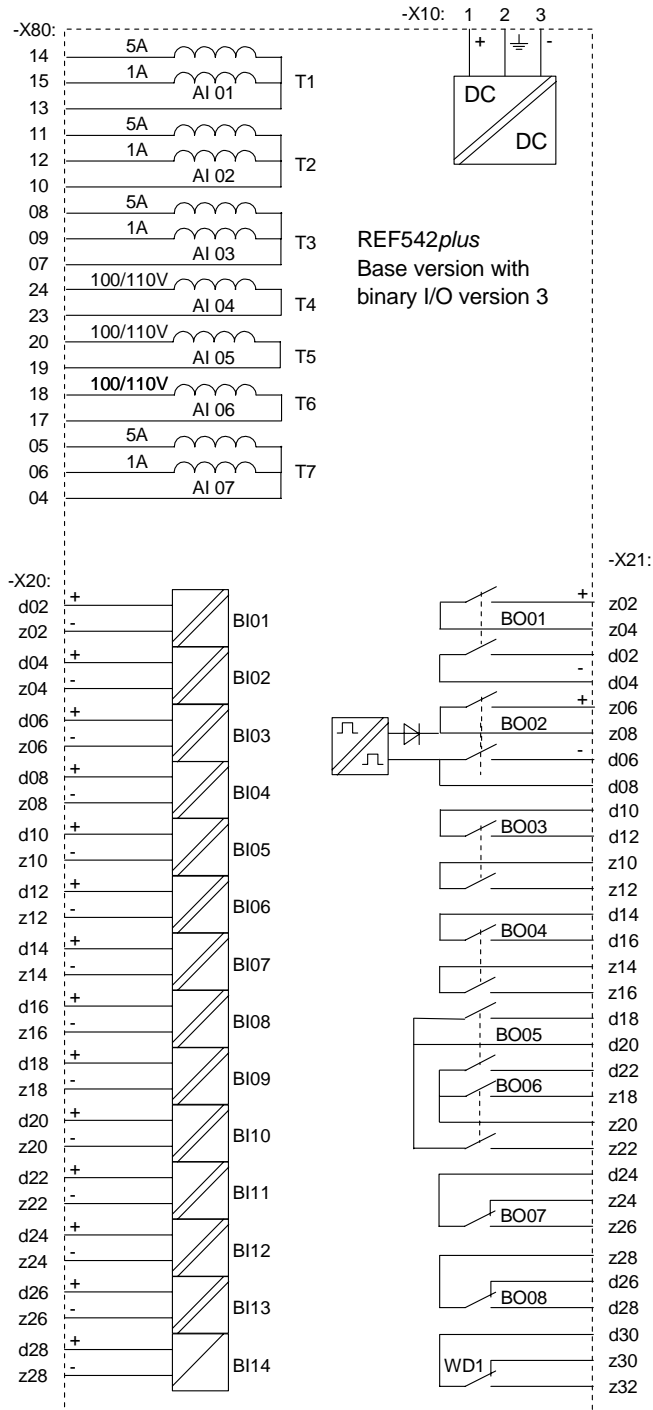 -X10: 1 2 3
-X80:
14 5A
15 1A AI 01 T1
13
+ -
DC
DC
11 5A
12 1A AI 02 T2
10
08 5A
09 1A AI 03 T3
07
REF542plus
Base version with
binary I/O version 3
24 100/110V AI 04 T4
23
20 100/110V AI 05 T5
19
18 100/110V AI 06 T6
17
05 5A
06 1A AI 07 T7
04
-X20:
d02 + BI01
z02 -
d04 + BI02
z04 -
d06 + BI03
z06 -
d08 + BI04
z08 -
d10 + BI05
z10 -
d12 + BI06
z12 -
d14 + BI07
z14 -
d16 + BI08
z16 -
d18 + BI09
z18 -
d20 + BI10
z20 -
d22 + BI11
z22 -
d24 + BI12
z24 -
d26 + BI13
z26 -
d28 + BI14
z28 -
-X21:
+ z02
BO01 z04
d02
- d04
+ z06
BO02 z08
- d06
d08
d10
BO03 d12
z10
z12
d14
BO04 d16
z14
z16
d18
BO05 d20
d22
BO06 z18
z20
z22
d24
z24
BO07 z26
z28
d26
BO08 d28
d30
WD1 z30
z32